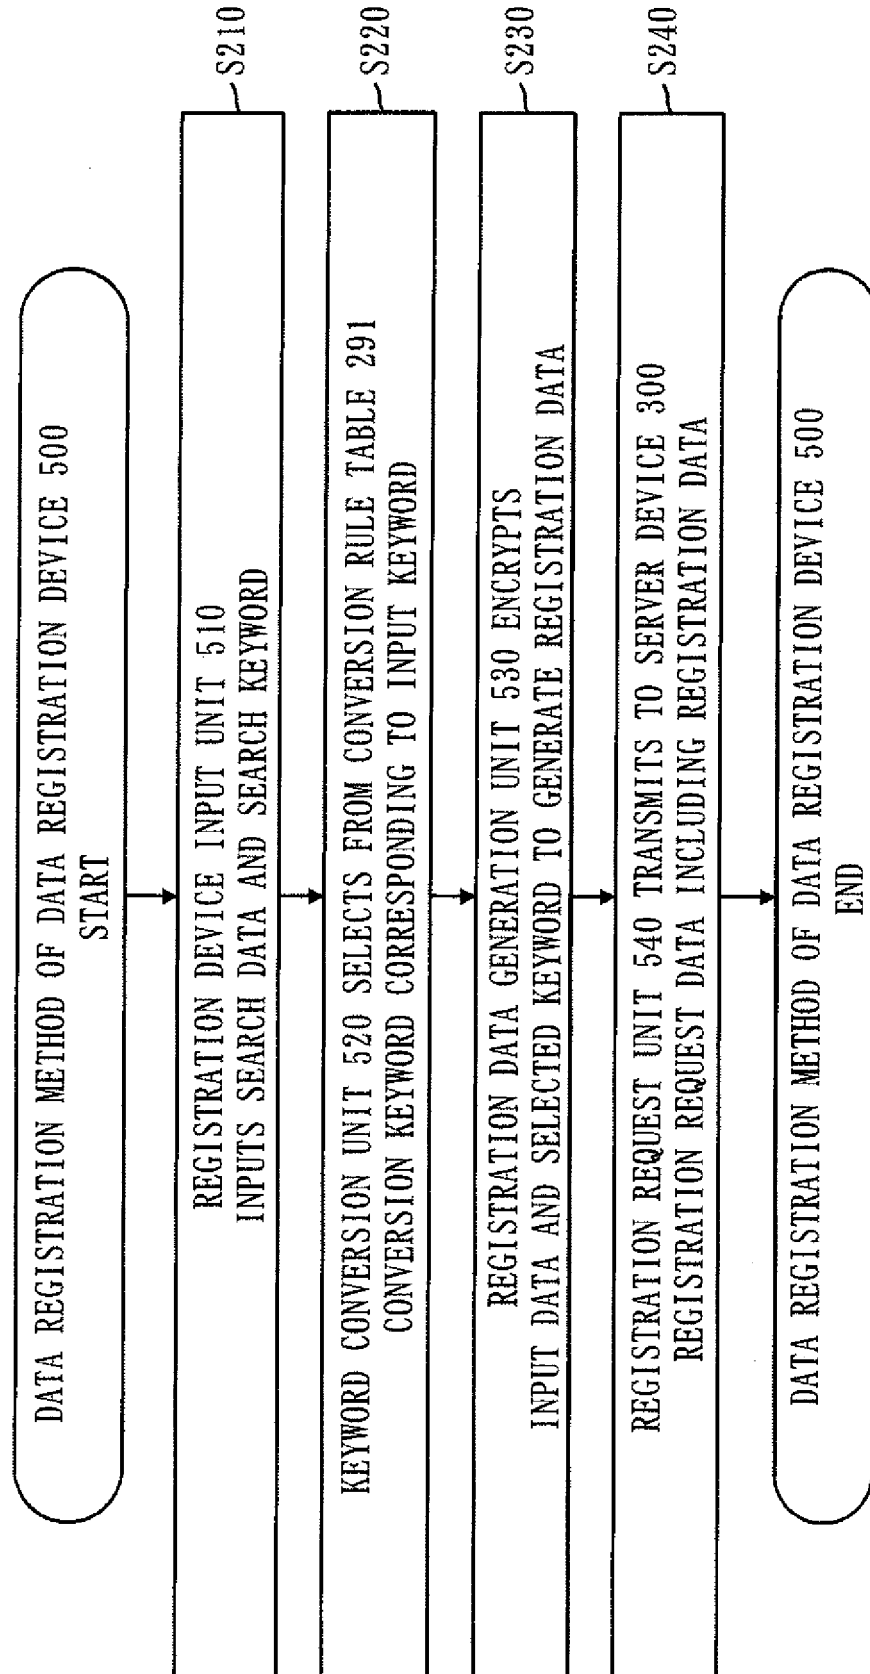 DATA REGISTRATION METHOD OF DATA REGISTRATION DEVICE 500
START
S210
REGISTRATION DEVICE INPUT UNIT 510
INPUTS SEARCH DATA AND SEARCH KEYWORD
S220
KEYWORD CONVERSION UNIT 520 SELECTS FROM CONVERSION RULE TABLE 291
CONVERSION KEYWORD CORRESPONDING TO INPUT KEYWORD
S230
REGISTRATION DATA GENERATION UNIT 530 ENCRYPTS
INPUT DATA AND SELECTED KEYWORD TO GENERATE REGISTRATION DATA
S240
REGISTRATION REQUEST UNIT 540 TRANSMITS TO SERVER DEVICE 300
REGISTRATION REQUEST DATA INCLUDING REGISTRATION DATA
DATA REGISTRATION METHOD OF DATA REGISTRATION DEVICE 500
END